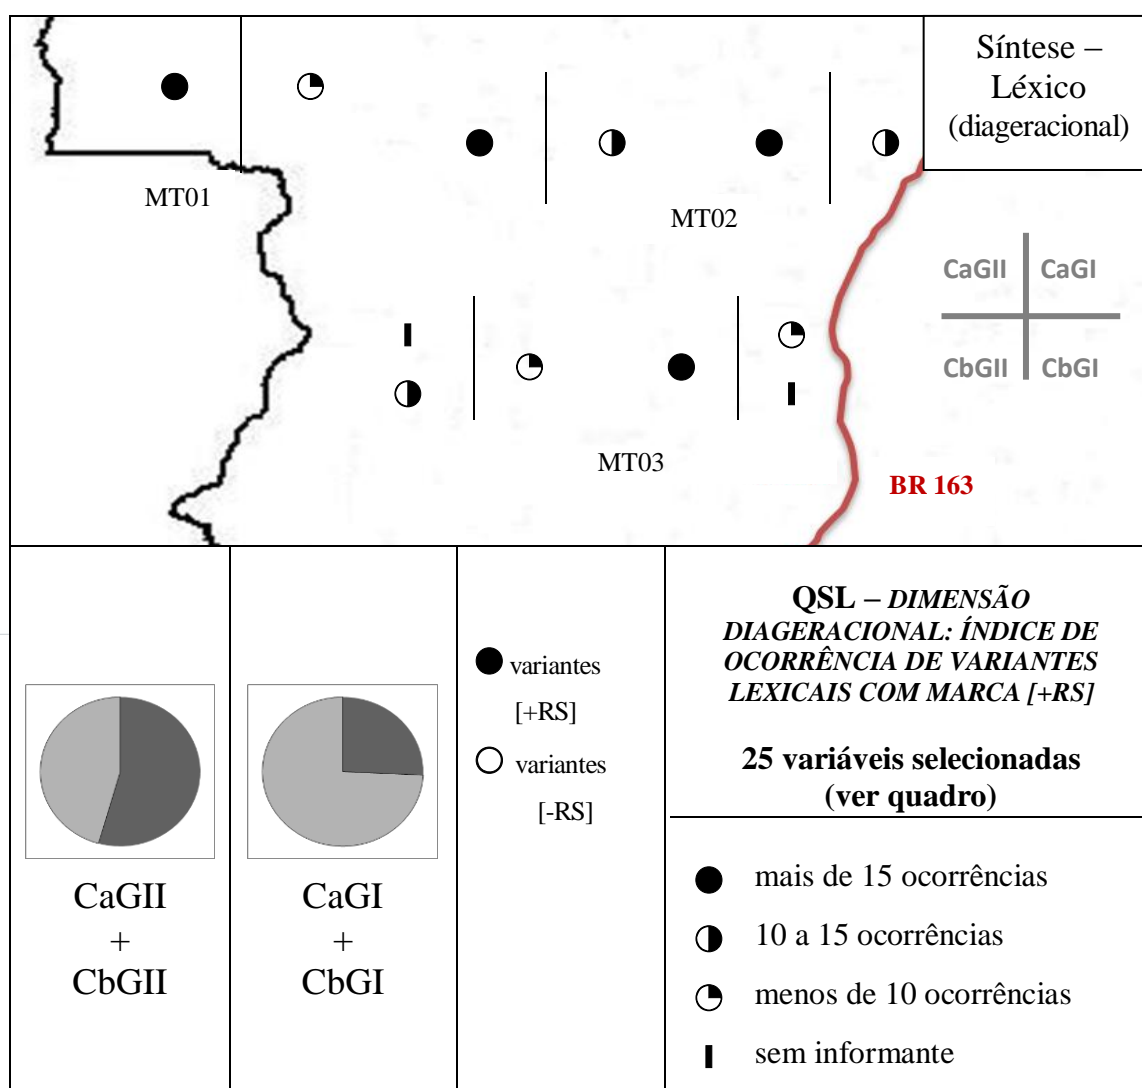 Síntese –
Léxico
(diageracional)
MT01
MT02
CaGII CaGI
CbGII CbGI
MT03
BR 163
CaGII
+
CbGII
CaGI
+
CbGI
variantes
[+RS]
variantes
[-RS]
QSL – DIMENSÃO
DIAGERACIONAL: ÍNDICE DE
OCORRÊNCIA DE VARIANTES
LEXICAIS COM MARCA [+RS]
25 variáveis selecionadas
(ver quadro)
mais de 15 ocorrências
10 a 15 ocorrências
menos de 10 ocorrências
sem informante